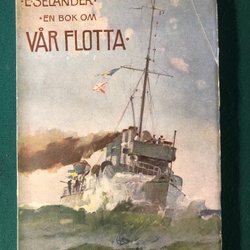 E·SELANDER·
·EN BOK OM
VÅR FLOTTA·